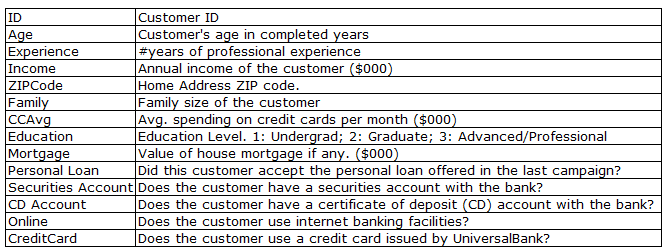 ID Customer ID
Age Customer's age in completed years
Experience #years of professional experience
Income Annual income of the customer ($000)
ZIPCode Home Address ZIP code.
Family Family size of the customer
CCAvg Avg. spending on credit cards per month ($000)
Education Education Level. 1: Undergrad; 2: Graduate; 3: Advanced/Professional
Mortgage Value of house mortgage if any. ($000)
Personal Loan Did this customer accept the personal loan offered in the last campaign?
Securities Account Does the customer have a securities account with the bank?
CD Account Does the customer have a certificate of deposit (CD) account with the bank?
Online Does the customer use internet banking facilities?
CreditCard Does the customer use a credit card issued by UniversalBank?